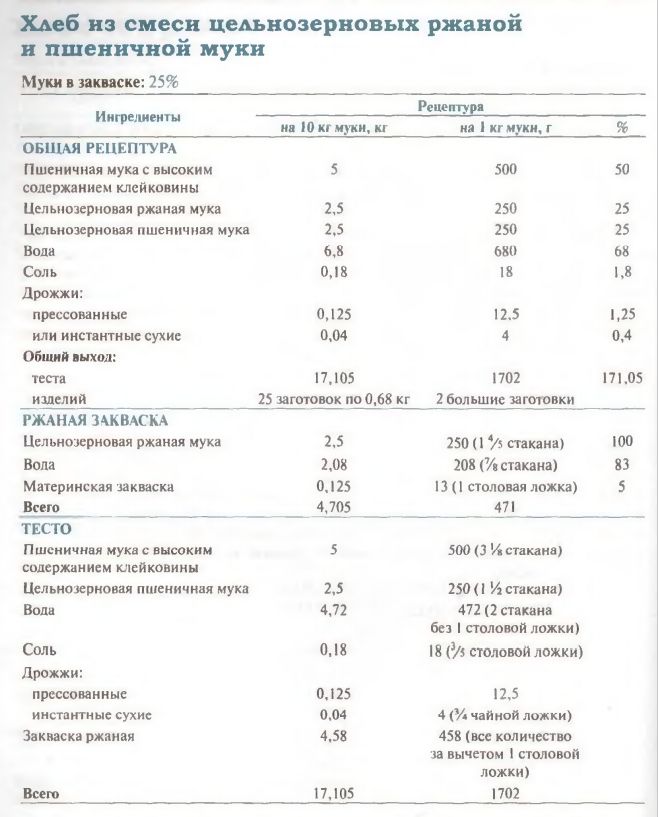 Хлеб из смеси цельнозерновых ржаной
и пшеничной муки
Муки в закваске: 25%
Ингредиенты
Рецептура
на 10 кг муки, кг
на 1 кг муки, г
%
ОБЩАЯ РЕЦЕПТУРА
Пшеничная мука с высоким содержанием клейковины 5 500 50
Цельнозерновая ржаная мука 2,5 250 25
Цельнозерновая пшеничная мука 2,5 250 25
Вода 6,8 680 68
Соль 0,18 18 1,8
Дрожжи:
прессованные 0,125 12,5 1,25
или инстантные сухие 0,04 4 0,4
Общий выход:
теста 17,105 1702 171,05
изделий 25 заготовок по 0,68 кг 2 большие заготовки
РЖАНАЯ ЗАКВАСКА
Цельнозерновая ржаная мука 2,5 250 (1 4/5 стакана) 100
Вода 2,08 208 (7/8 стакана) 83
Материнская закваска 0,125 13 (1 столовая ложка) 5
Всего 4,705 471
ТЕСТО
Пшеничная мука с высоким содержанием клейковины 5 500 (3 1/8 стакана)
Цельнозерновая пшеничная мука 2,5 250 (1 1/2 стакана)
Вода 4,72 472 (2 стакана
без 1 столовой ложки)
Соль 0,18 18 (3/5 столовой ложки)
Дрожжи:
прессованные 0,125 12,5
инстантные сухие 0,04 4 (3/4 чайной ложки)
Закваска ржаная 4,58 458 (все количество
за вычетом 1 столовой
ложки)
Всего 17,105 1702